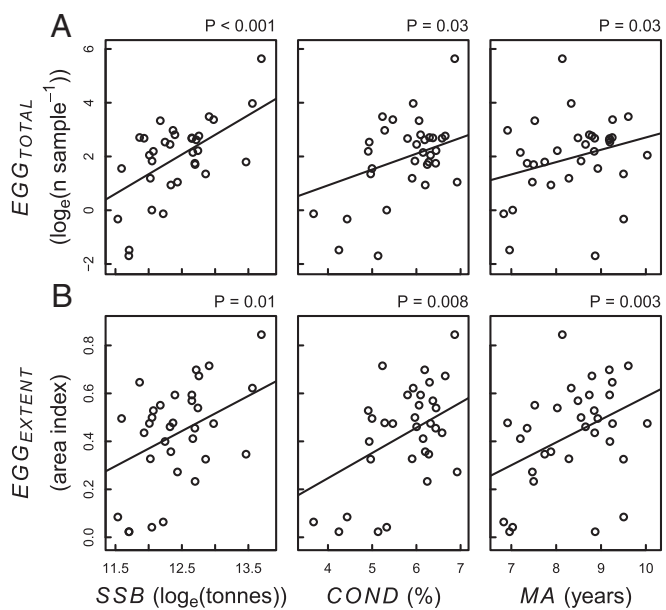 A
P < 0.001
P = 0.03
P = 0.03
EGG_TOTAL
(log_e(n sample⁻¹))
6
4
2
0
−2
B
P = 0.01
P = 0.008
P = 0.003
EGG_EXTENT
(area index)
0.8
0.6
0.4
0.2
0.0
11.5 12.5 13.5
4 5 6 7
7 8 9 10
SSB (log_e(tonnes))
COND (%)
MA (years)